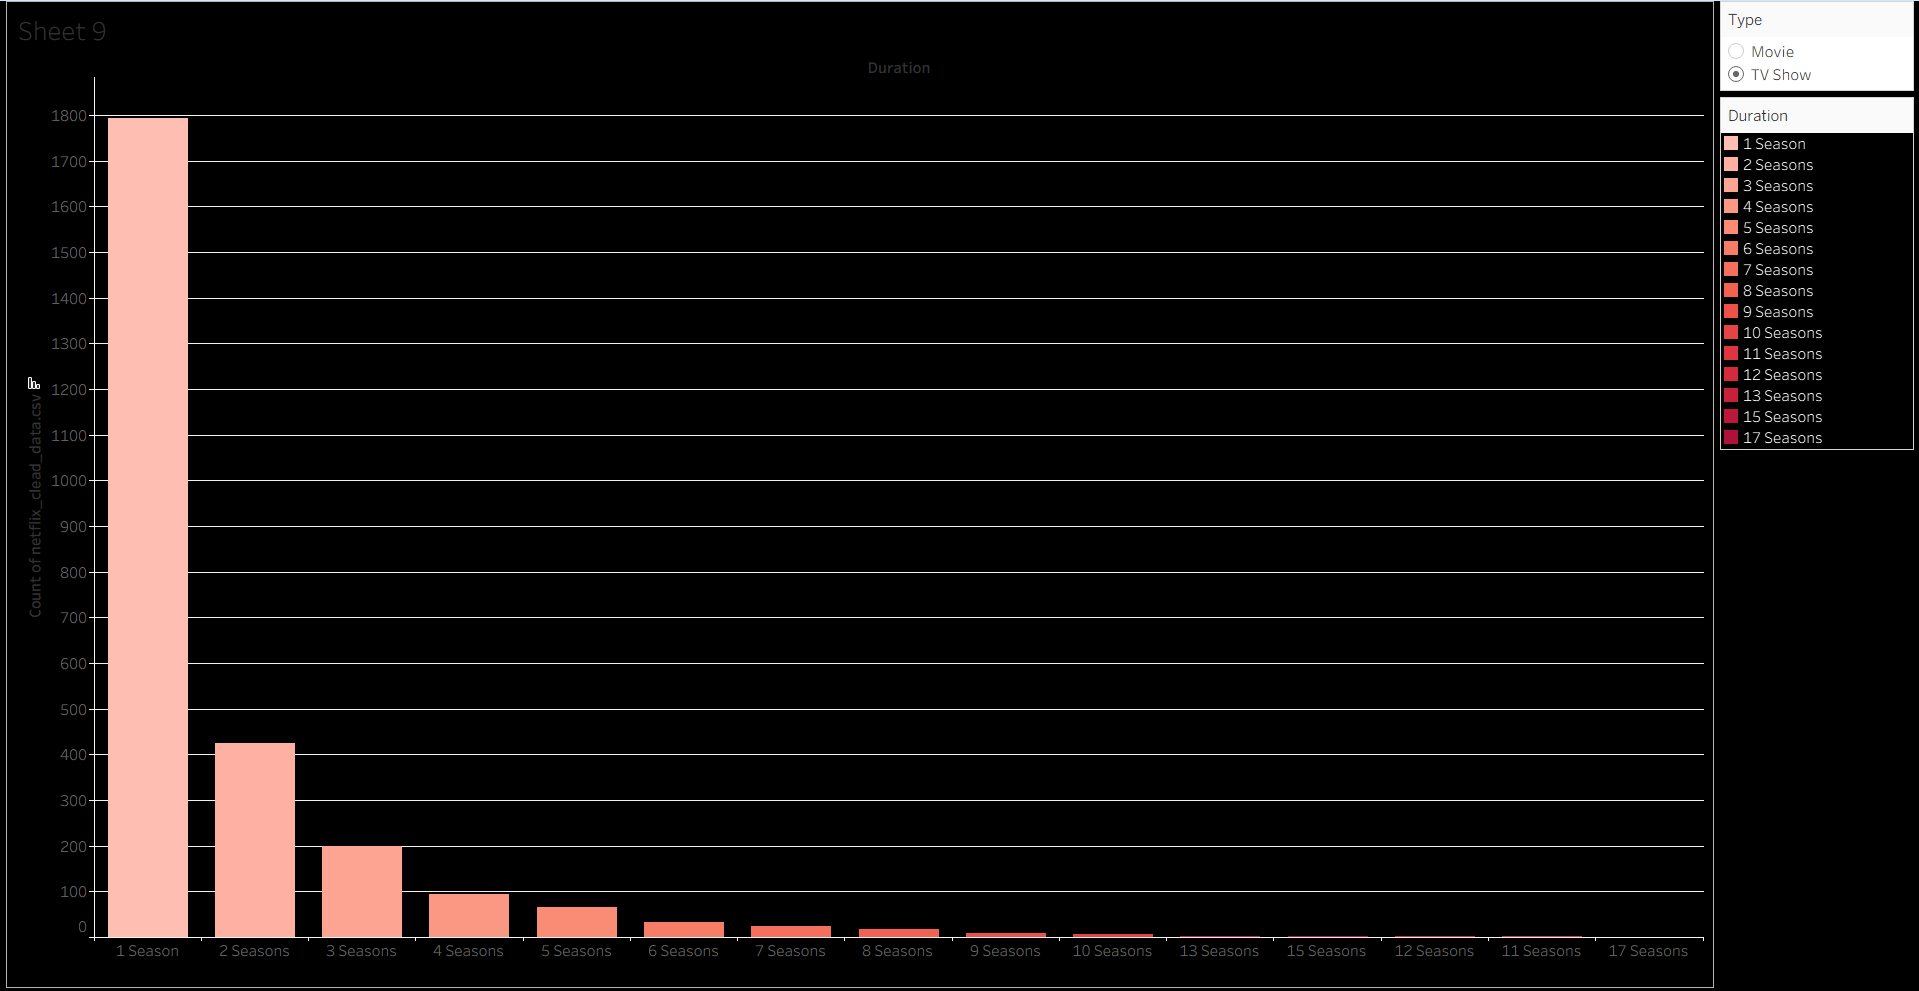 Sheet 9
Duration
1800
1700
1600
1500
1400
1300
1200
1100
1000
900
800
700
600
500
400
300
200
100
0
Count of netflix_clead_data.csv
1 Season
2 Seasons
3 Seasons
4 Seasons
5 Seasons
6 Seasons
7 Seasons
8 Seasons
9 Seasons
10 Seasons
13 Seasons
15 Seasons
12 Seasons
11 Seasons
17 Seasons
Type
Movie
TV Show
Duration
1 Season
2 Seasons
3 Seasons
4 Seasons
5 Seasons
6 Seasons
7 Seasons
8 Seasons
9 Seasons
10 Seasons
11 Seasons
12 Seasons
13 Seasons
15 Seasons
17 Seasons